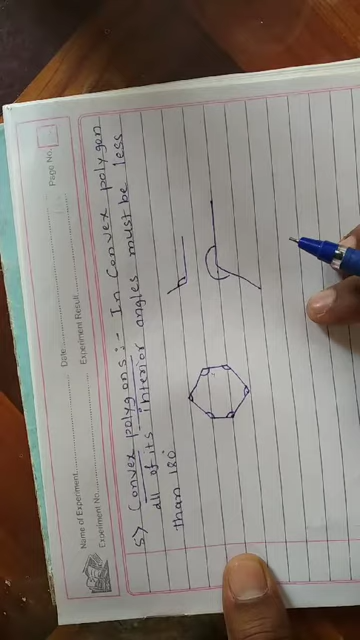 Name of Experiment
Date
Page No.
Experiment No.
Experiment Result
5> Convex polygons:- In Convex polygon
all of its interior angles must be less
than 180°